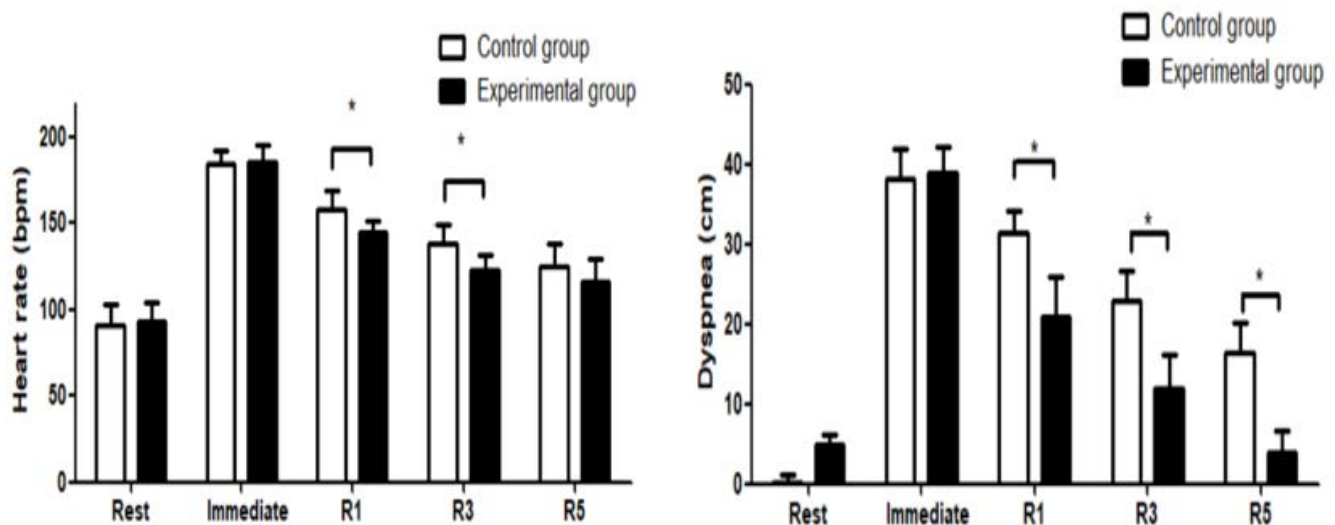 Control group
Experimental group
*
*
200
150
100
50
0
Heart rate (bpm)
Rest Immediate R1 R3 R5
Control group
Experimental group
50
40
30
20
10
0
*
*
*
Dyspnea (cm)
Rest Immediate R1 R3 R5